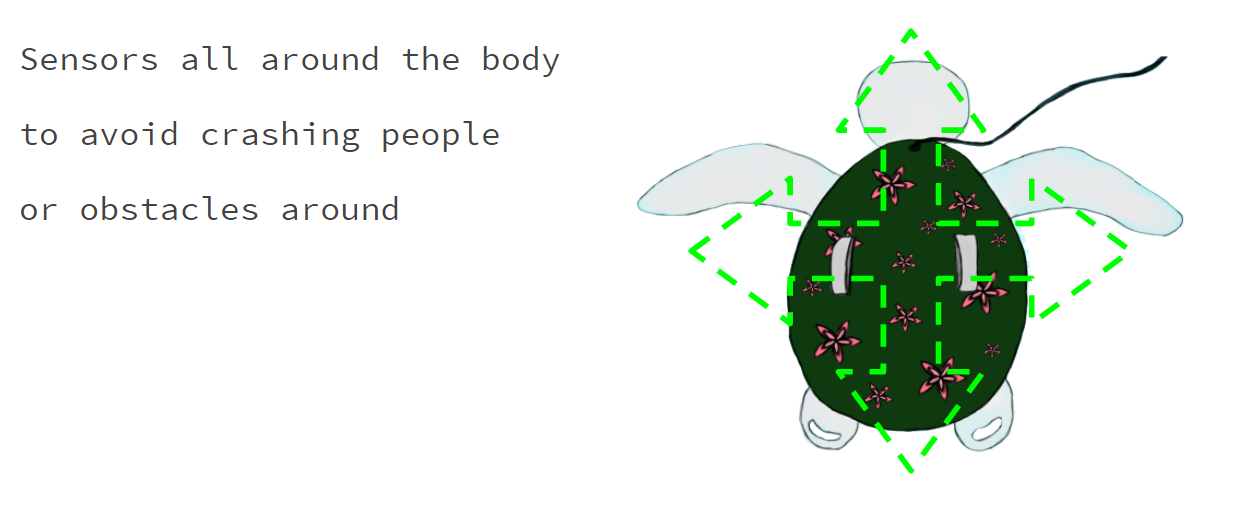 Sensors all around the body
to avoid crashing people
or obstacles around